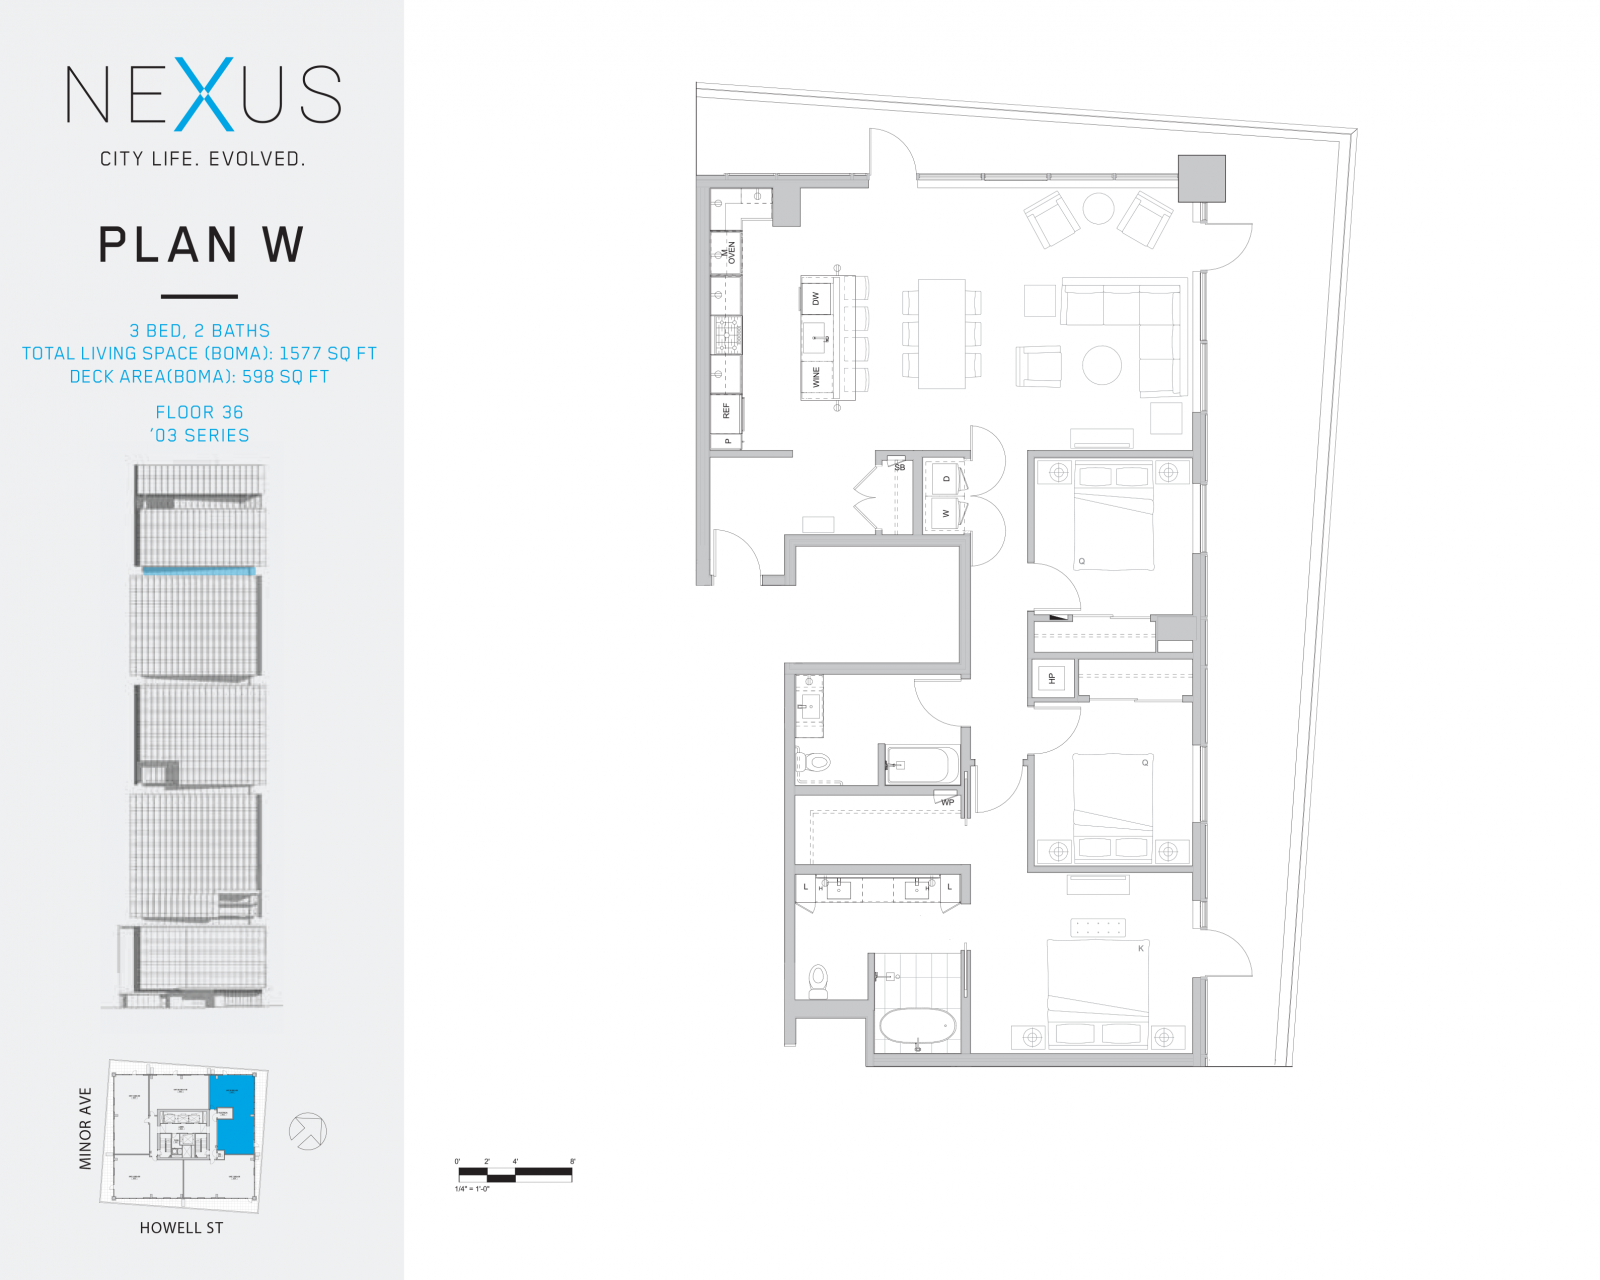 NEXUS
CITY LIFE. EVOLVED.
PLAN W
3 BED, 2 BATHS
TOTAL LIVING SPACE (BOMA): 1577 SQ FT
DECK AREA(BOMA): 598 SQ FT
FLOOR 36
'03 SERIES
MINOR AVE
HOWELL ST
M.
OVEN
DW
WINE
REF
P
SB
D
W
Q
HP
Q
WP
L
H
H
L
K
0' 2' 4' 8'
1/4" = 1'-0"